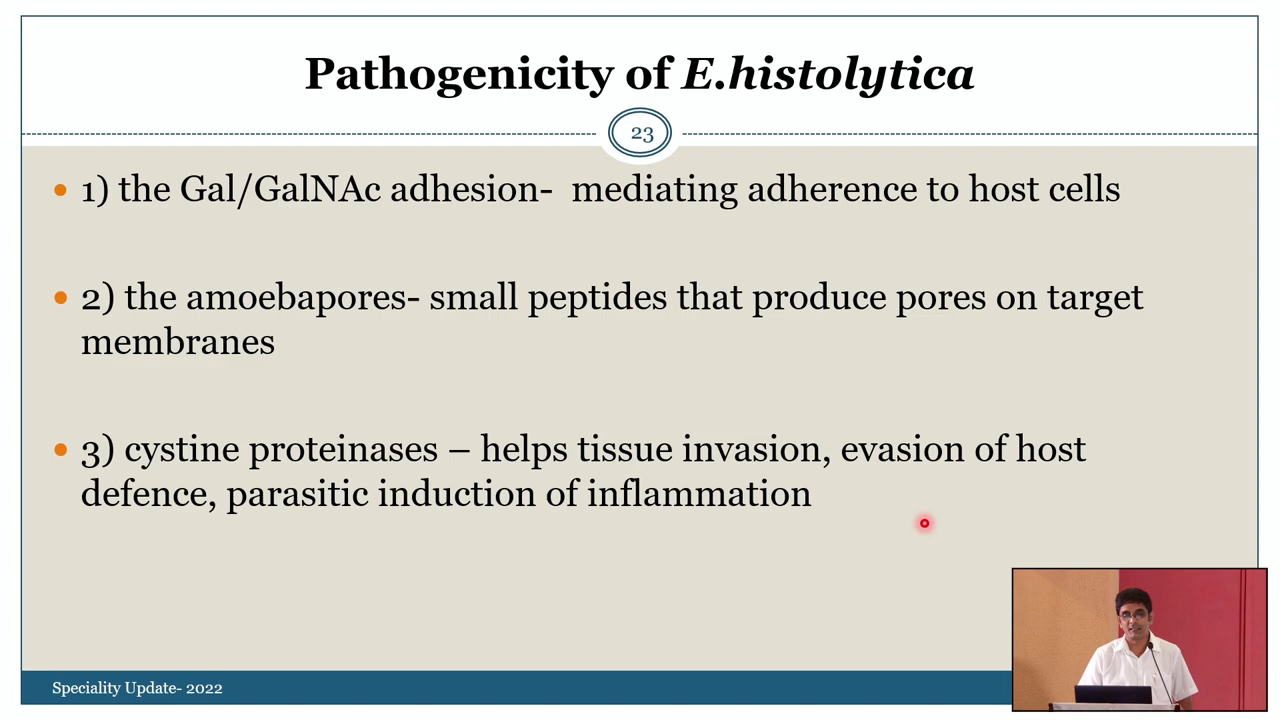 Pathogenicity of E.histolytica
23
1) the Gal/GalNAc adhesion- mediating adherence to host cells
2) the amoebapores- small peptides that produce pores on target
membranes
3) cystine proteinases – helps tissue invasion, evasion of host
defence, parasitic induction of inflammation
Speciality Update- 2022